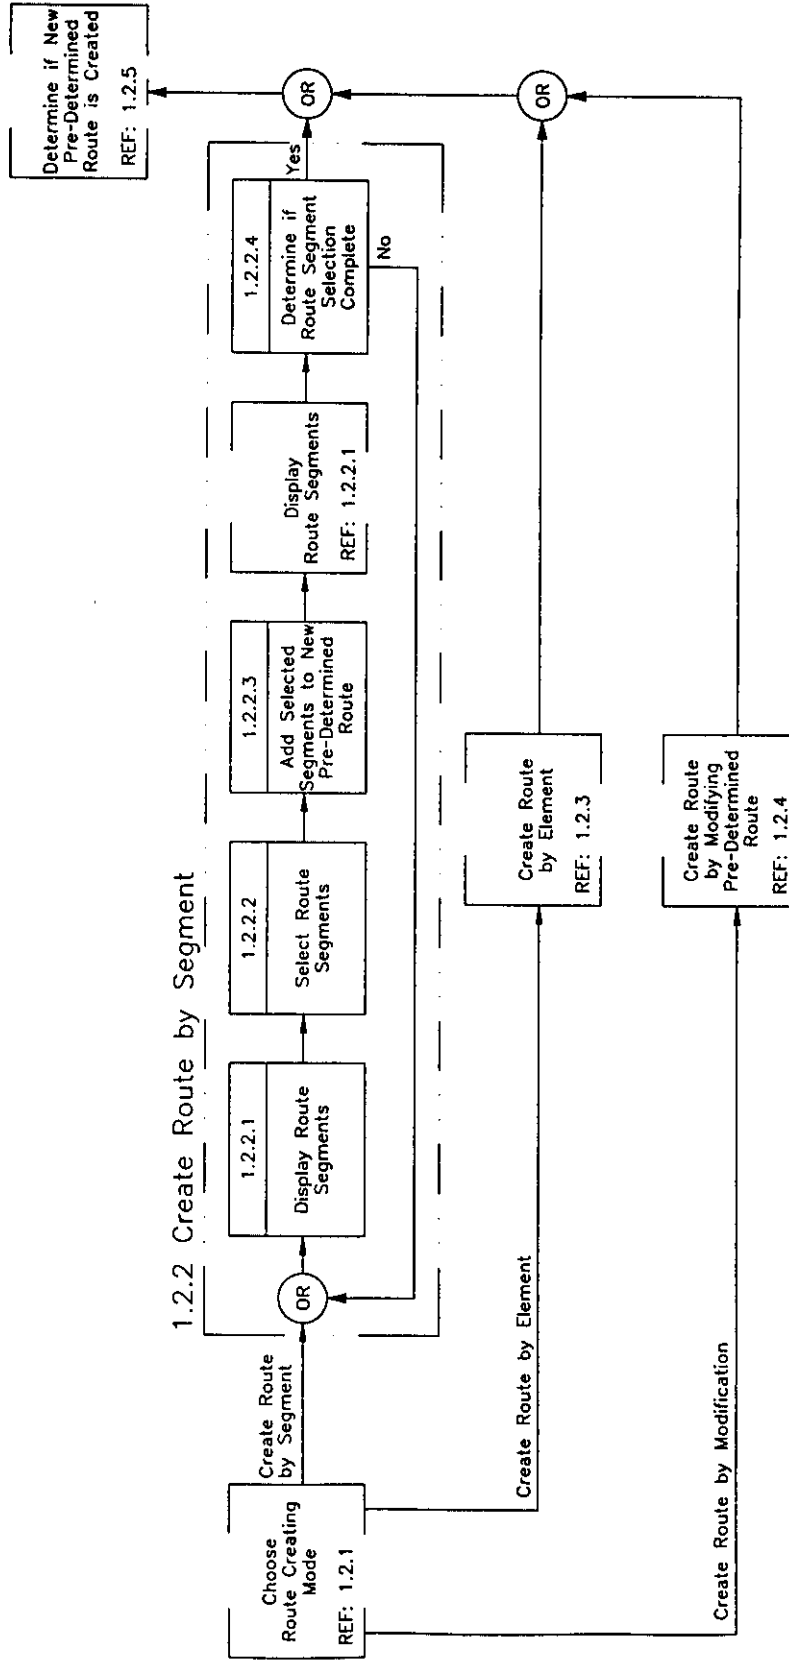 1.2.2 Create Route by Segment
Choose
Route Creating
Mode
REF: 1.2.1
Create Route
by Segment
OR
1.2.2.1
Display Route
Segments
1.2.2.2
Select Route
Segments
1.2.2.3
Add Selected
Segments to New
Pre-Determined
Route
Display
Route Segments
REF: 1.2.2.1
1.2.2.4
Determine if
Route Segment
Selection
Complete
Yes
No
OR
Determine if New
Pre-Determined
Route is Created
REF: 1.2.5
Create Route by Element
Create Route
by Element
REF: 1.2.3
OR
Create Route by Modification
Create Route
by Modifying
Pre-Determined
Route
REF: 1.2.4